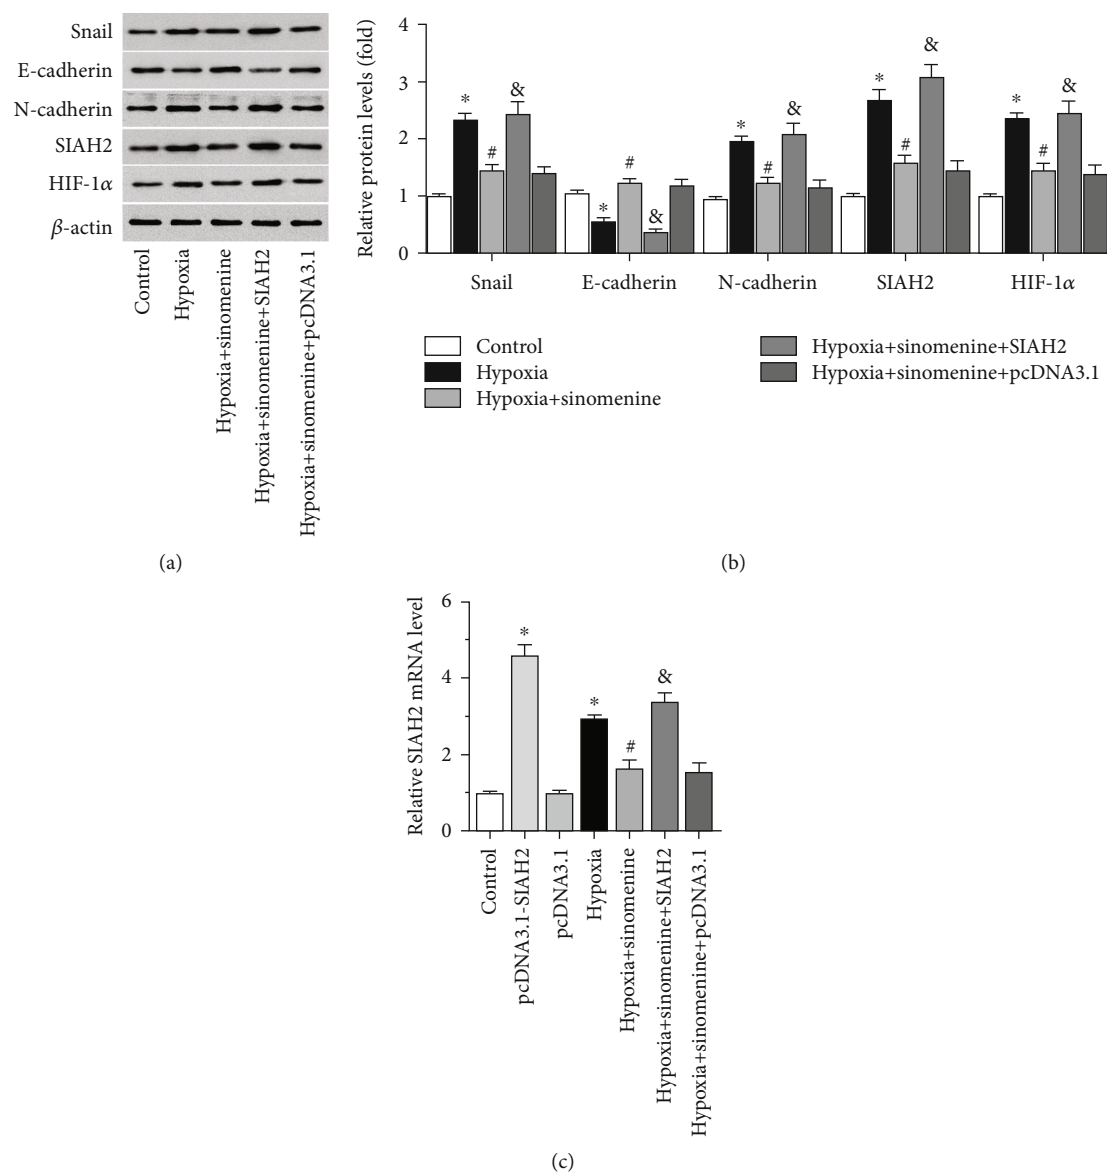 Snail
E-cadherin
N-cadherin
SIAH2
HIF-1α
β-actin
Control
Hypoxia
Hypoxia+sinomenine
Hypoxia+sinomenine+SIAH2
Hypoxia+sinomenine+pcDNA3.1
(a)
Relative protein levels (fold)
4
3
2
1
0
* # &
* # &
* # &
* # &
* # &
Snail E-cadherin N-cadherin SIAH2 HIF-1α
Control
Hypoxia
Hypoxia+sinomenine
Hypoxia+sinomenine+SIAH2
Hypoxia+sinomenine+pcDNA3.1
(b)
Relative SIAH2 mRNA level
6
4
2
0
* * # &
Control
pcDNA3.1-SIAH2
pcDNA3.1
Hypoxia
Hypoxia+sinomenine
Hypoxia+sinomenine+SIAH2
Hypoxia+sinomenine+pcDNA3.1
(c)